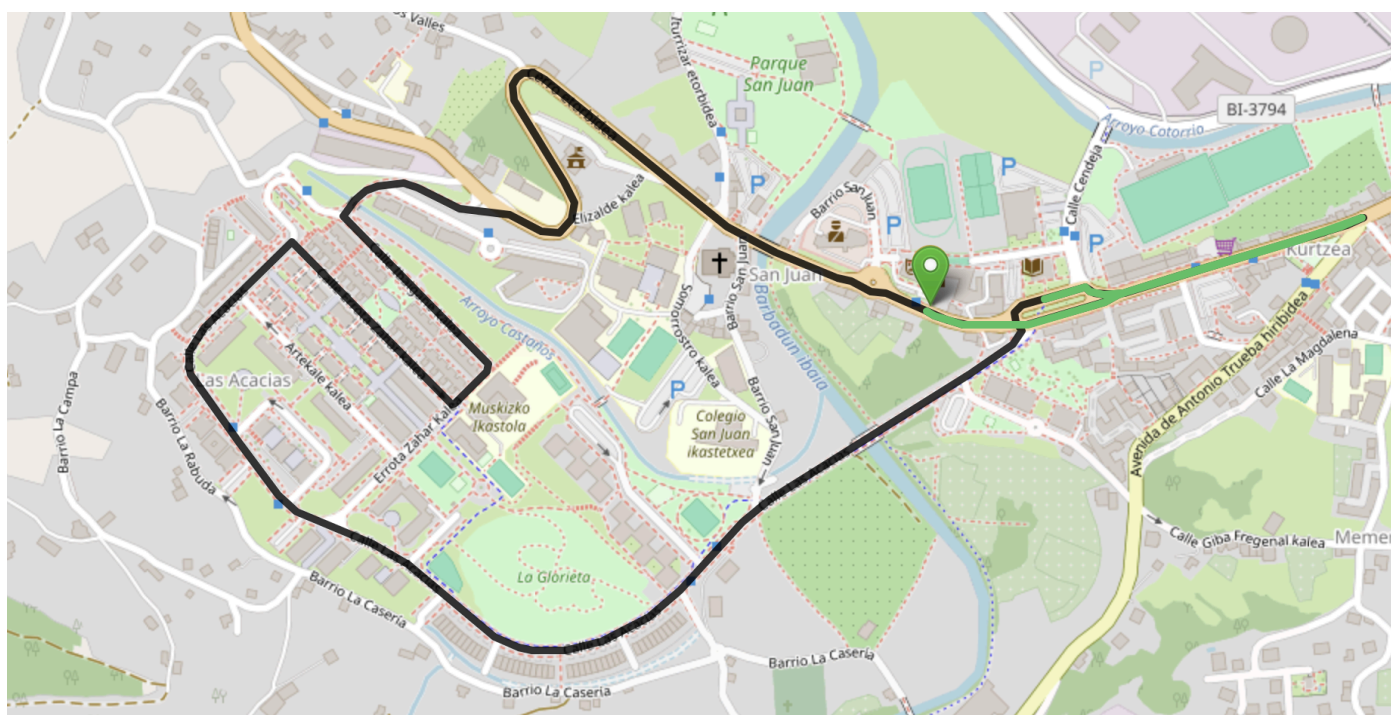 Valles
Iturrizar etorbidea
Parque
San Juan
P
BI-3794
Arroyo Cotorrio
Calle Cendeja
P
P
Barrio San Juan
P
P
Elizalde kalea
San Juan
Barrio San Juan
Kurtzea
Somorrostro kalea
Barbadun ibaia
Arroyo Castaños
Avenida de Antonio Trueba hiribidea
Calle La Magdalena
Las Acacias
Artekale kalea
Barrio La Campa
Barrio La Rabuda
Errota Zahar Kalea
Muskizko
Ikastola
P
Colegio
San Juan
ikastetxea
Barrio San Juan
Calle Giba Fregenal kalea
Memer
La Glorieta
Barrio La Casería
Barrio La Casería
Barrio La Casería